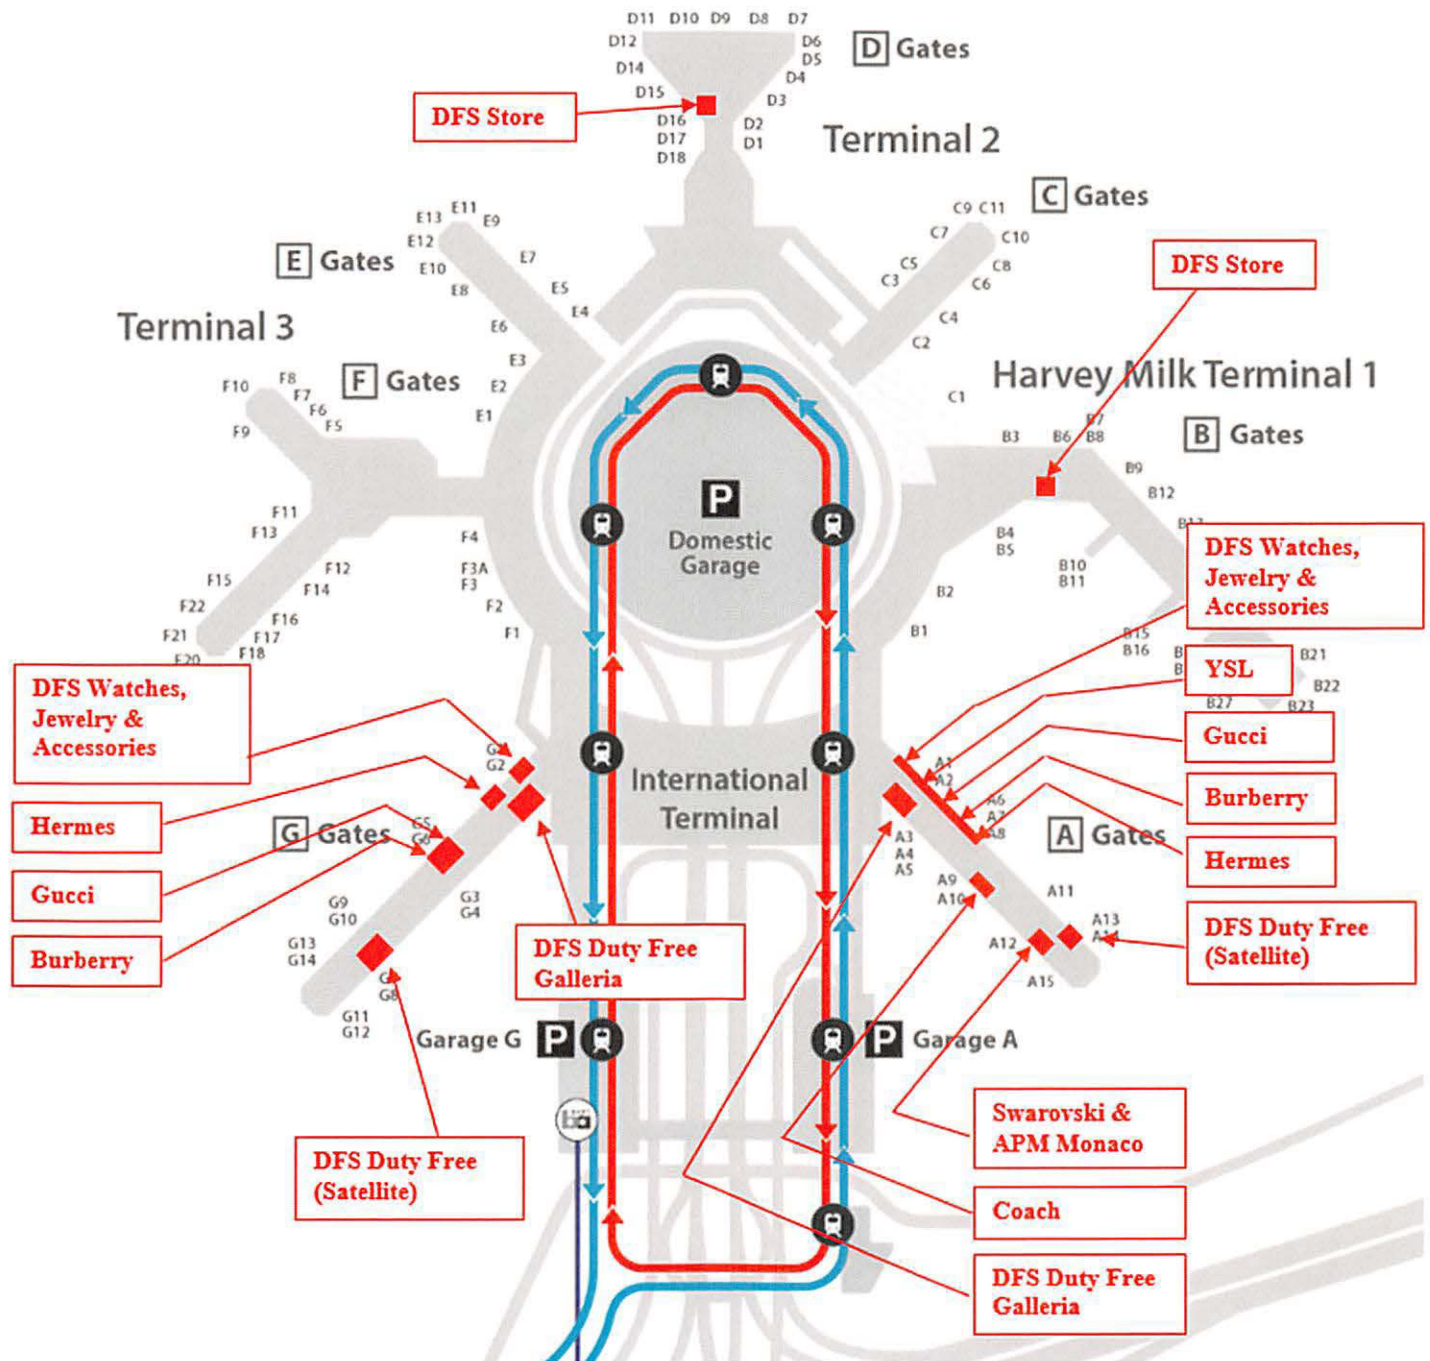 D11 D10 D9 D8 D7
D12
D6
D5
D14
D4
D15
D3
D16
D2
D17
D1
D18
D Gates
DFS Store
Terminal 2
C Gates
C9 C11
C7
C10
C5
C8
C3
C6
C4
C2
C1
E11
E13
E9
E12
E7
E10
E5
E8
E4
E6
E3
E2
E1
E Gates
DFS Store
Terminal 3
Harvey Milk Terminal 1
F Gates
F8
F10
F7
F6
F9
F5
F11
F13
F4
F12
F3A
F15
F14
F3
F22
F2
F16
F21
F17
F1
F20
F18
B Gates
B7
B3
B6
B8
B9
B12
B4
B5
B10
B11
B2
B1
B15
B16
B21
B22
B27
B23
P
Domestic
Garage
DFS Watches,
Jewelry &
Accessories
YSL
Gucci
Burberry
Hermes
DFS Duty Free
(Satellite)
DFS Watches,
Jewelry &
Accessories
Hermes
Gucci
Burberry
International
Terminal
G2
G Gates
G5
G6
G3
G4
G9
G10
G13
G14
G8
G11
G12
A1
A2
A6
A7
A8
A Gates
A3
A4
A5
A9
A10
A11
A13
A14
A12
A15
DFS Duty Free
Galleria
Garage G P
P Garage A
ba
DFS Duty Free
(Satellite)
Swarovski &
APM Monaco
Coach
DFS Duty Free
Galleria